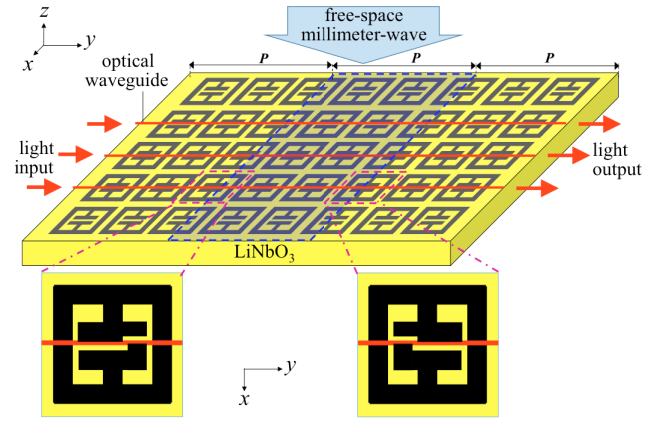 z
y
x
free-space
millimeter-wave
optical
waveguide
P
P
P
light
input
light
output
LiNbO₃
y
x